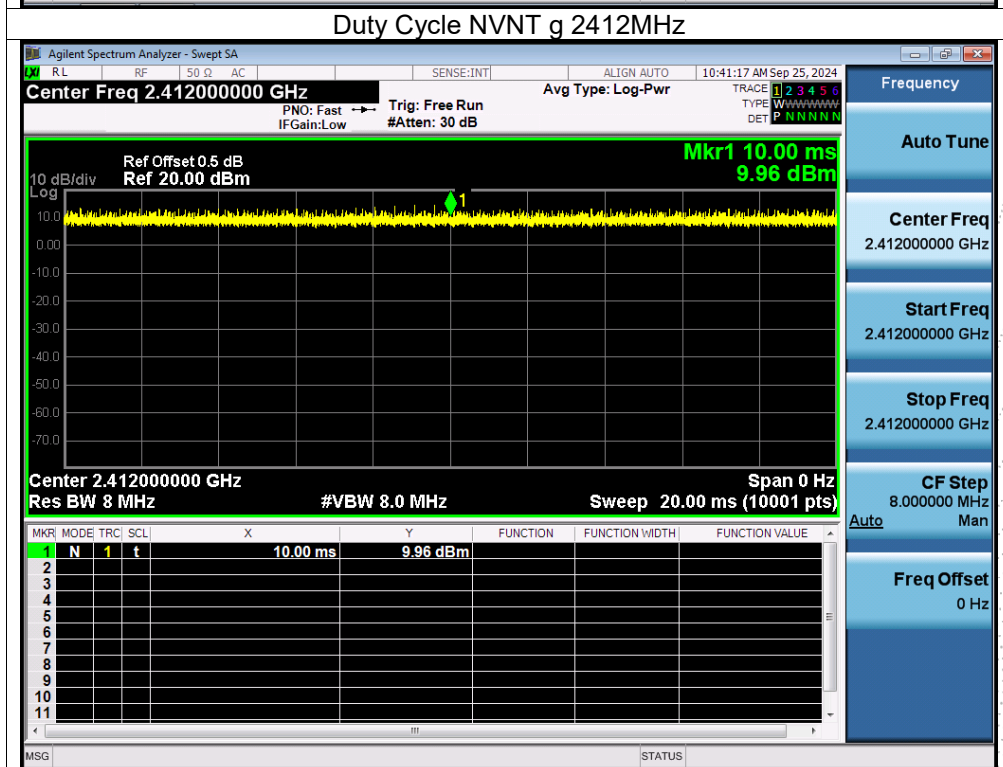 Duty Cycle NVNT g 2412MHz
Agilent Spectrum Analyzer - Swept SA
LXI RL RF 50 Ω AC SENSE:INT ALIGN AUTO 10:41:17 AM Sep 25, 2024
Center Freq 2.412000000 GHz
PNO: Fast
IFGain:Low
Trig: Free Run
#Atten: 30 dB
Avg Type: Log-Pwr
TRACE 1 2 3 4 5 6
TYPE WWWWWW
DET P N N N N N
Mkr1 10.00 ms
9.96 dBm
Ref Offset 0.5 dB
10 dB/div Ref 20.00 dBm
Log
1
10.0
0.00
-10.0
-20.0
-30.0
-40.0
-50.0
-60.0
-70.0
Center 2.412000000 GHz Span 0 Hz
Res BW 8 MHz #VBW 8.0 MHz Sweep 20.00 ms (10001 pts)
MKR MODE TRC SCL X Y FUNCTION FUNCTION WIDTH FUNCTION VALUE
1 N 1 t 10.00 ms 9.96 dBm
2
3
4
5
6
7
8
9
10
11
MSG STATUS
Frequency
Auto Tune
Center Freq
2.412000000 GHz
Start Freq
2.412000000 GHz
Stop Freq
2.412000000 GHz
CF Step
8.000000 MHz
Auto Man
Freq Offset
0 Hz